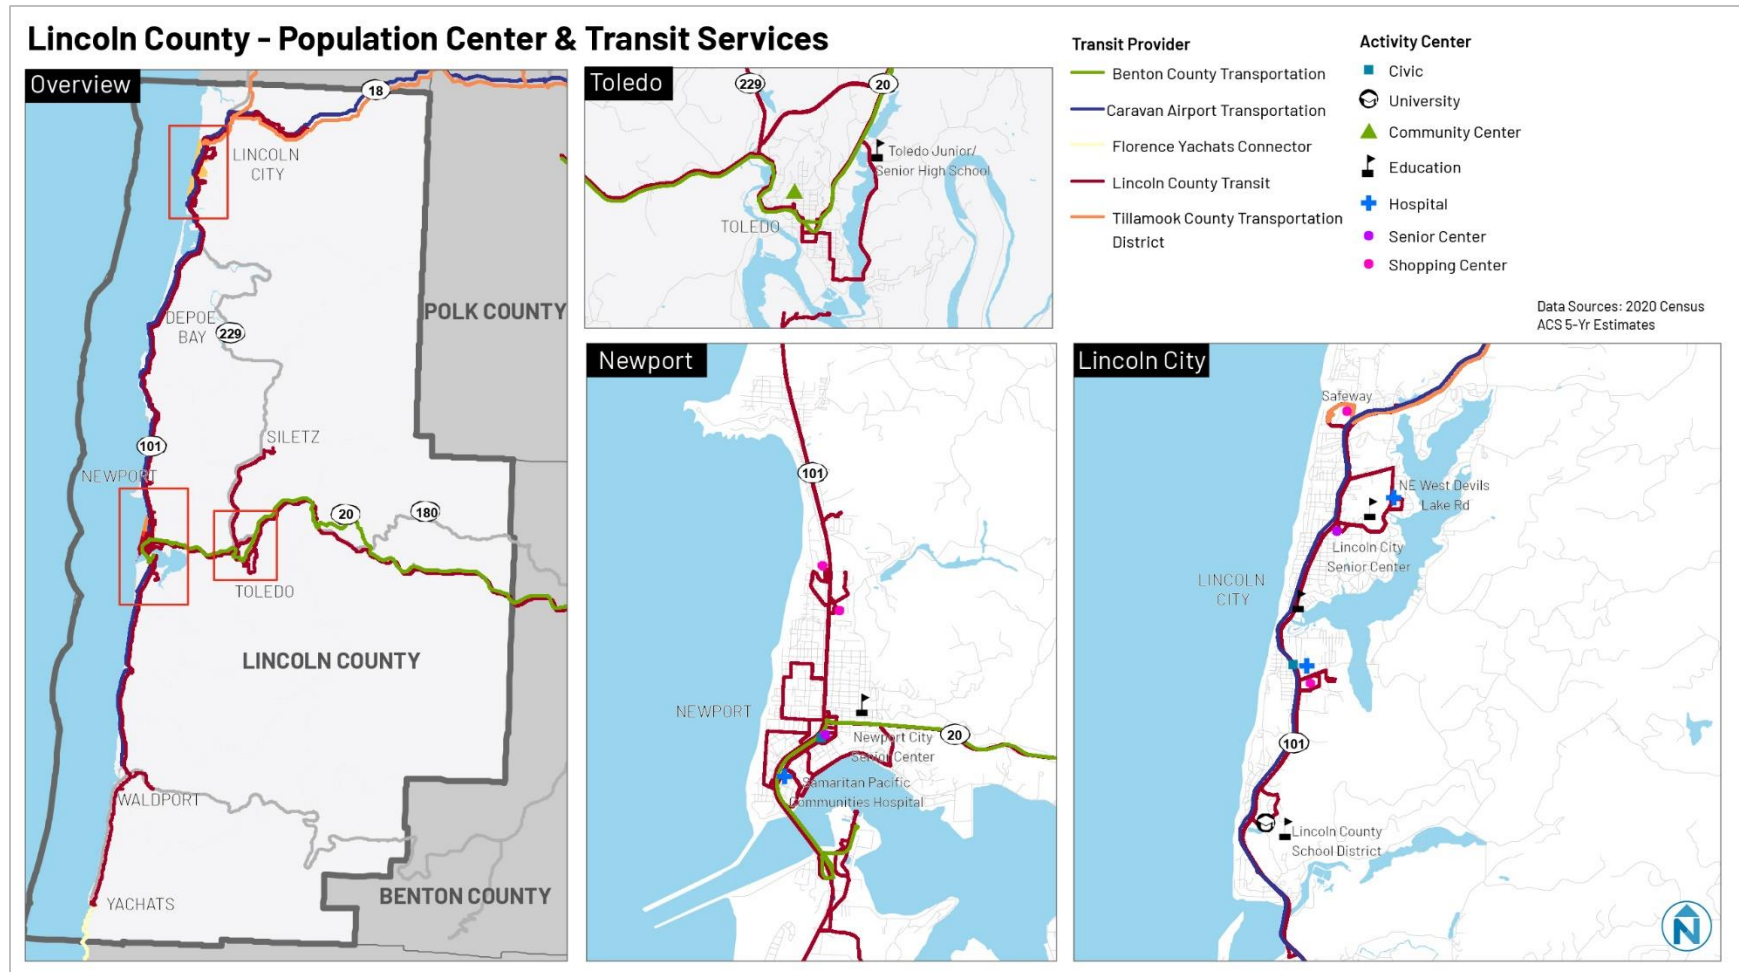 Lincoln County - Population Center & Transit Services
Overview
18
LINCOLN
CITY
POLK COUNTY
DEPOE
BAY
229
101
SILETZ
NEWPORT
20
180
TOLEDO
LINCOLN COUNTY
WALDPORT
BENTON COUNTY
YACHATS
Toledo
229
20
Toledo Junior/
Senior High School
TOLEDO
Transit Provider
Benton County Transportation
Caravan Airport Transportation
Florence Yachats Connector
Lincoln County Transit
Tillamook County Transportation
District
Activity Center
Civic
University
Community Center
Education
Hospital
Senior Center
Shopping Center
Data Sources: 2020 Census
ACS 5-Yr Estimates
Newport
101
NEWPORT
Newport City
Senior Center
20
Samaritan Pacific
Communities Hospital
Lincoln City
Safeway
NE West Devils
Lake Rd
Lincoln City
Senior Center
LINCOLN
CITY
101
Lincoln County
School District
N